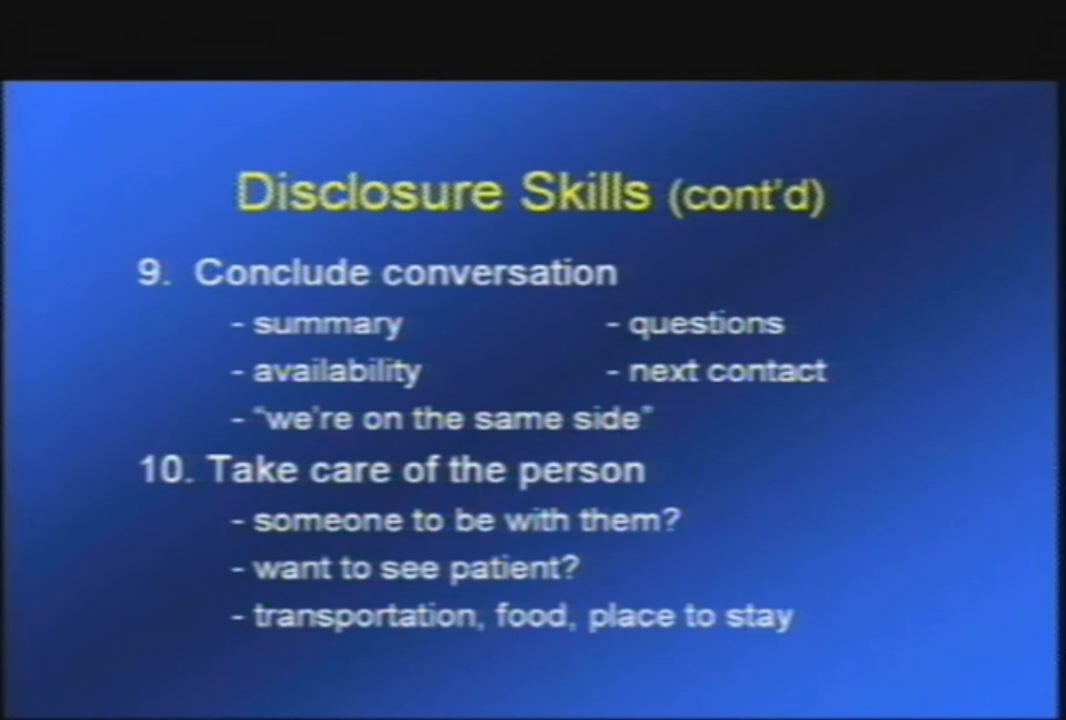 Disclosure Skills (cont'd)
9. Conclude conversation
- summary - questions
- availability - next contact
- "we're on the same side"
10. Take care of the person
- someone to be with them?
- want to see patient?
- transportation, food, place to stay